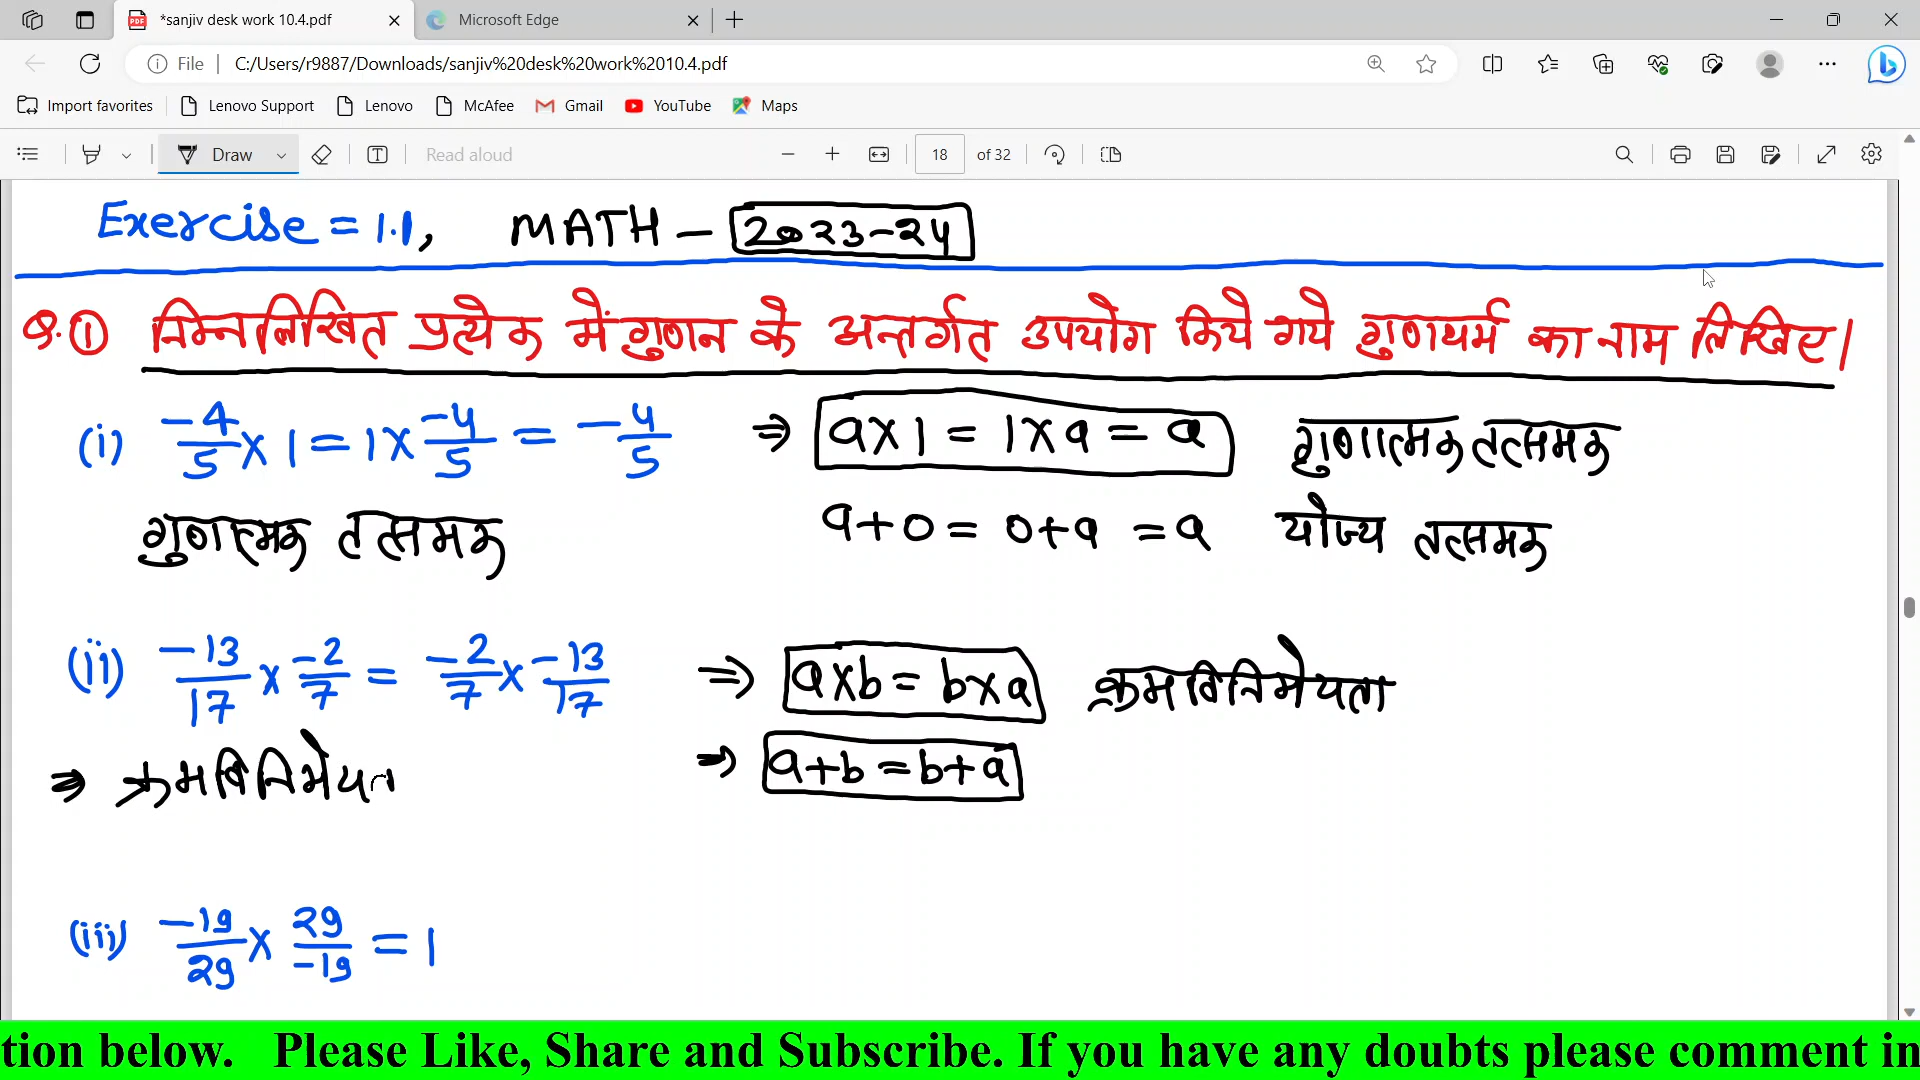 *sanjiv desk work 10.4.pdf
Microsoft Edge
File C:/Users/r9887/Downloads/sanjiv%20desk%20work%2010.4.pdf
Import favorites Lenovo Support Lenovo McAfee Gmail YouTube Maps
Draw Read aloud 18 of 32
Exercise = 1.1, MATH - 2023-24
Q.① निम्नलिखित प्रत्येक में गुणन के अन्तर्गत उपयोग किये गये गुणधर्म का नाम लिखिए।
(i) -4/5 × 1 = 1 × -4/5 = -4/5 ⇒ a×1 = 1×a = a गुणात्मक तत्समक
गुणात्मक तत्समक a+0 = 0+a = a योज्य तत्समक
(ii) -13/17 × -2/7 = -2/7 × -13/17 ⇒ a×b = b×a क्रमविनिमेयता
⇒ क्रमविनिमेयता ⇒ a+b = b+a
(iii) -19/29 × 29/-19 = 1
tion below. Please Like, Share and Subscribe. If you have any doubts please comment in